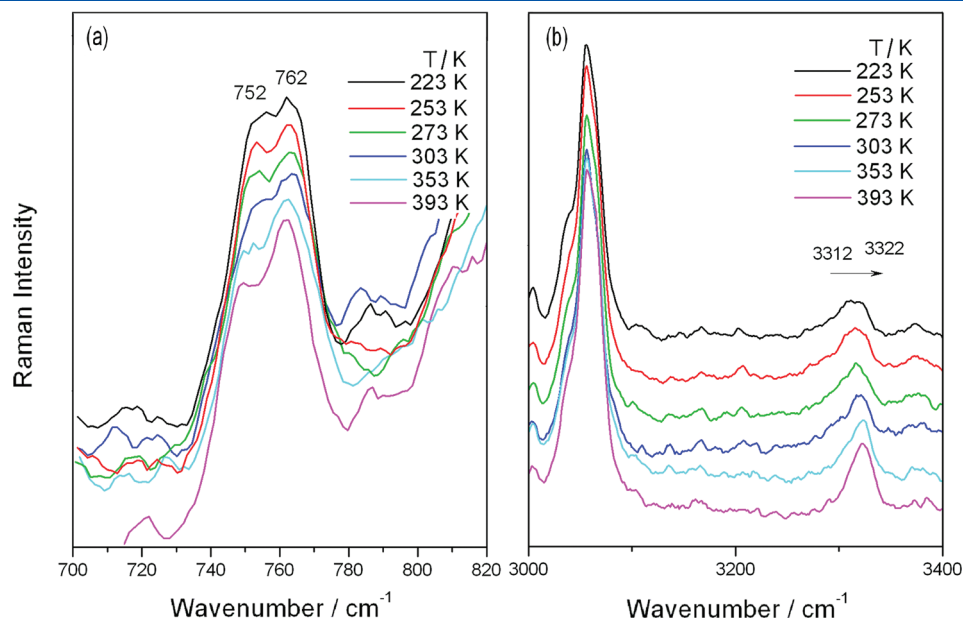 Raman Intensity
(a)
T/K
752
762
223 K
253 K
273 K
303 K
353 K
393 K
700 720 740 760 780 800 820
Wavenumber / cm⁻¹
(b)
T/K
223 K
253 K
273 K
303 K
353 K
393 K
3312 3322
3000 3200 3400
Wavenumber / cm⁻¹